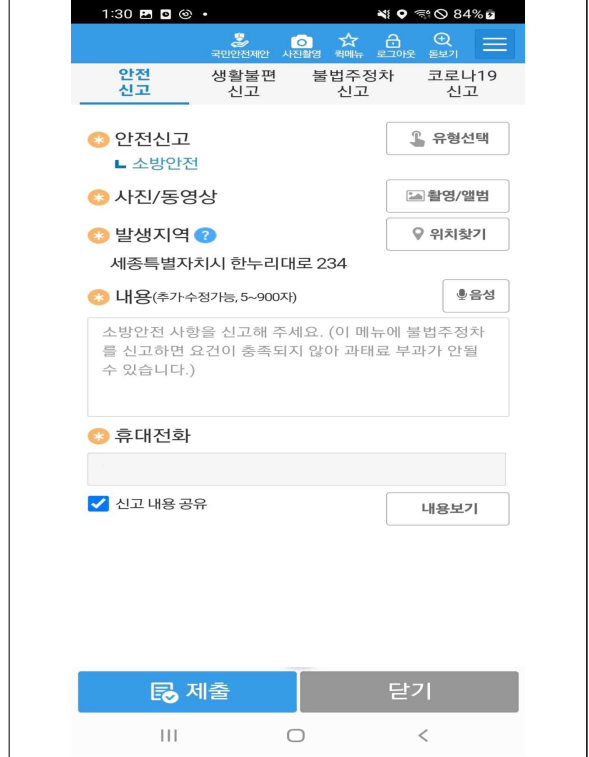 1:30
84%
국민안전제안 사진촬영 퀵메뉴 로그아웃 돋보기
안전
신고
생활불편
신고
불법주정차
신고
코로나19
신고
안전신고
유형선택
소방안전
사진/동영상
촬영/앨범
발생지역 ?
위치찾기
세종특별자치시 한누리대로 234
내용(추가·수정가능, 5~900자)
음성
소방안전 사항을 신고해 주세요. (이 메뉴에 불법주정차
를 신고하면 요건이 충족되지 않아 과태료 부과가 안될
수 있습니다.)
휴대전화
신고 내용 공유
내용보기
제출
닫기